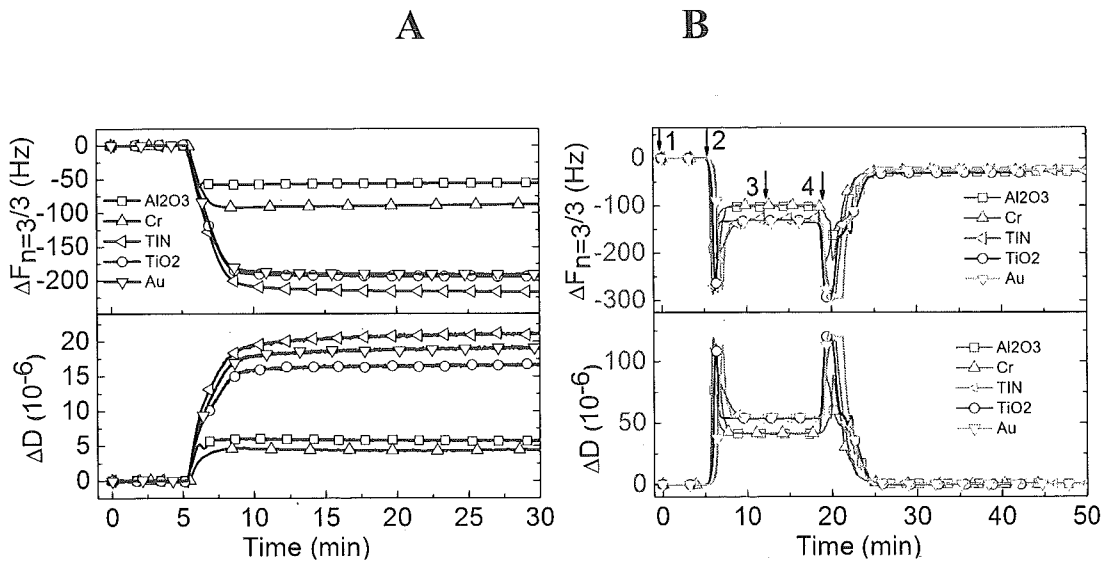 A
B
0
-50
-100
-150
-200
ΔFn=3/3 (Hz)
Al2O3
Cr
TIN
TiO2
Au
20
15
10
5
0
ΔD (10-6)
0 5 10 15 20 25 30
Time (min)
1 2
3 4
0
-100
-200
-300
ΔFn=3/3 (Hz)
Al2O3
Cr
TIN
TiO2
Au
100
50
0
ΔD (10-6)
Al2O3
Cr
TIN
TiO2
Au
0 10 20 30 40 50
Time (min)